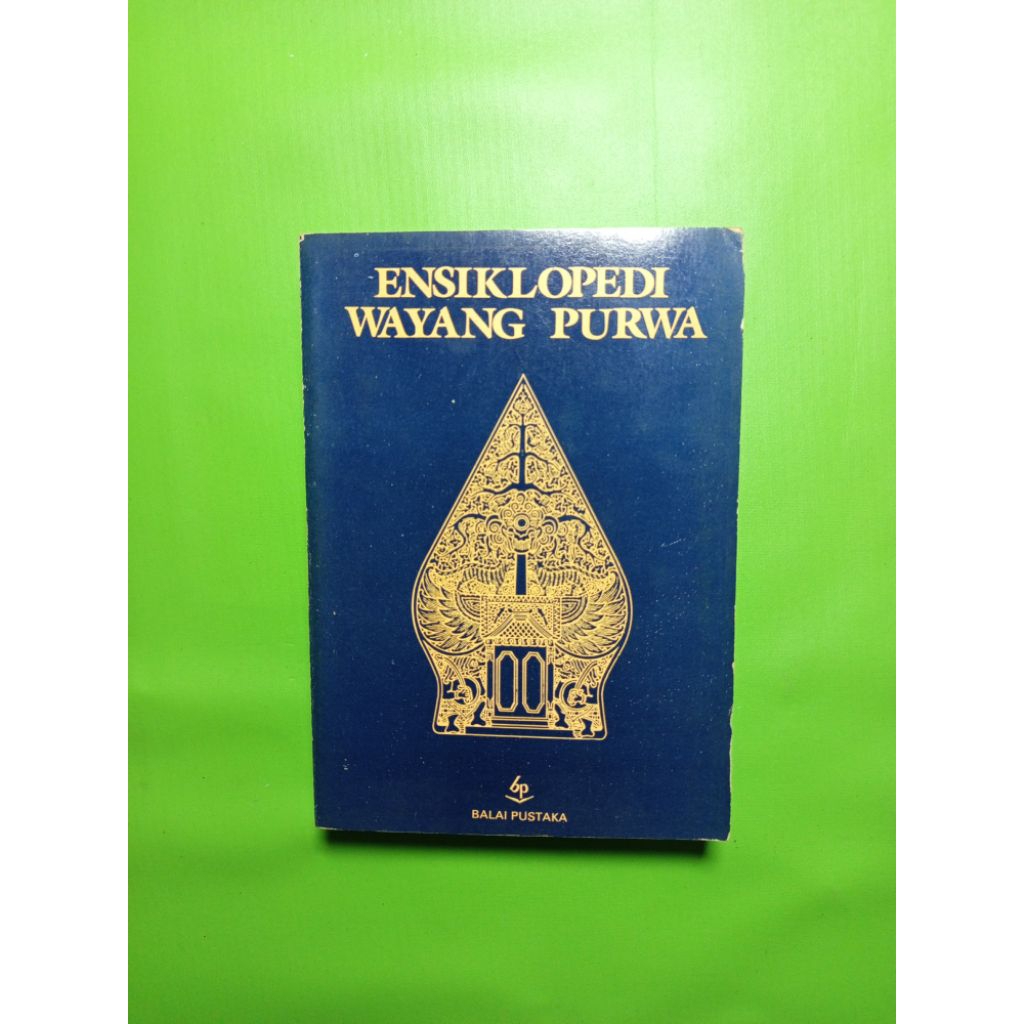 ENSIKLOPEDI
WAYANG PURWA
bp
BALAI PUSTAKA